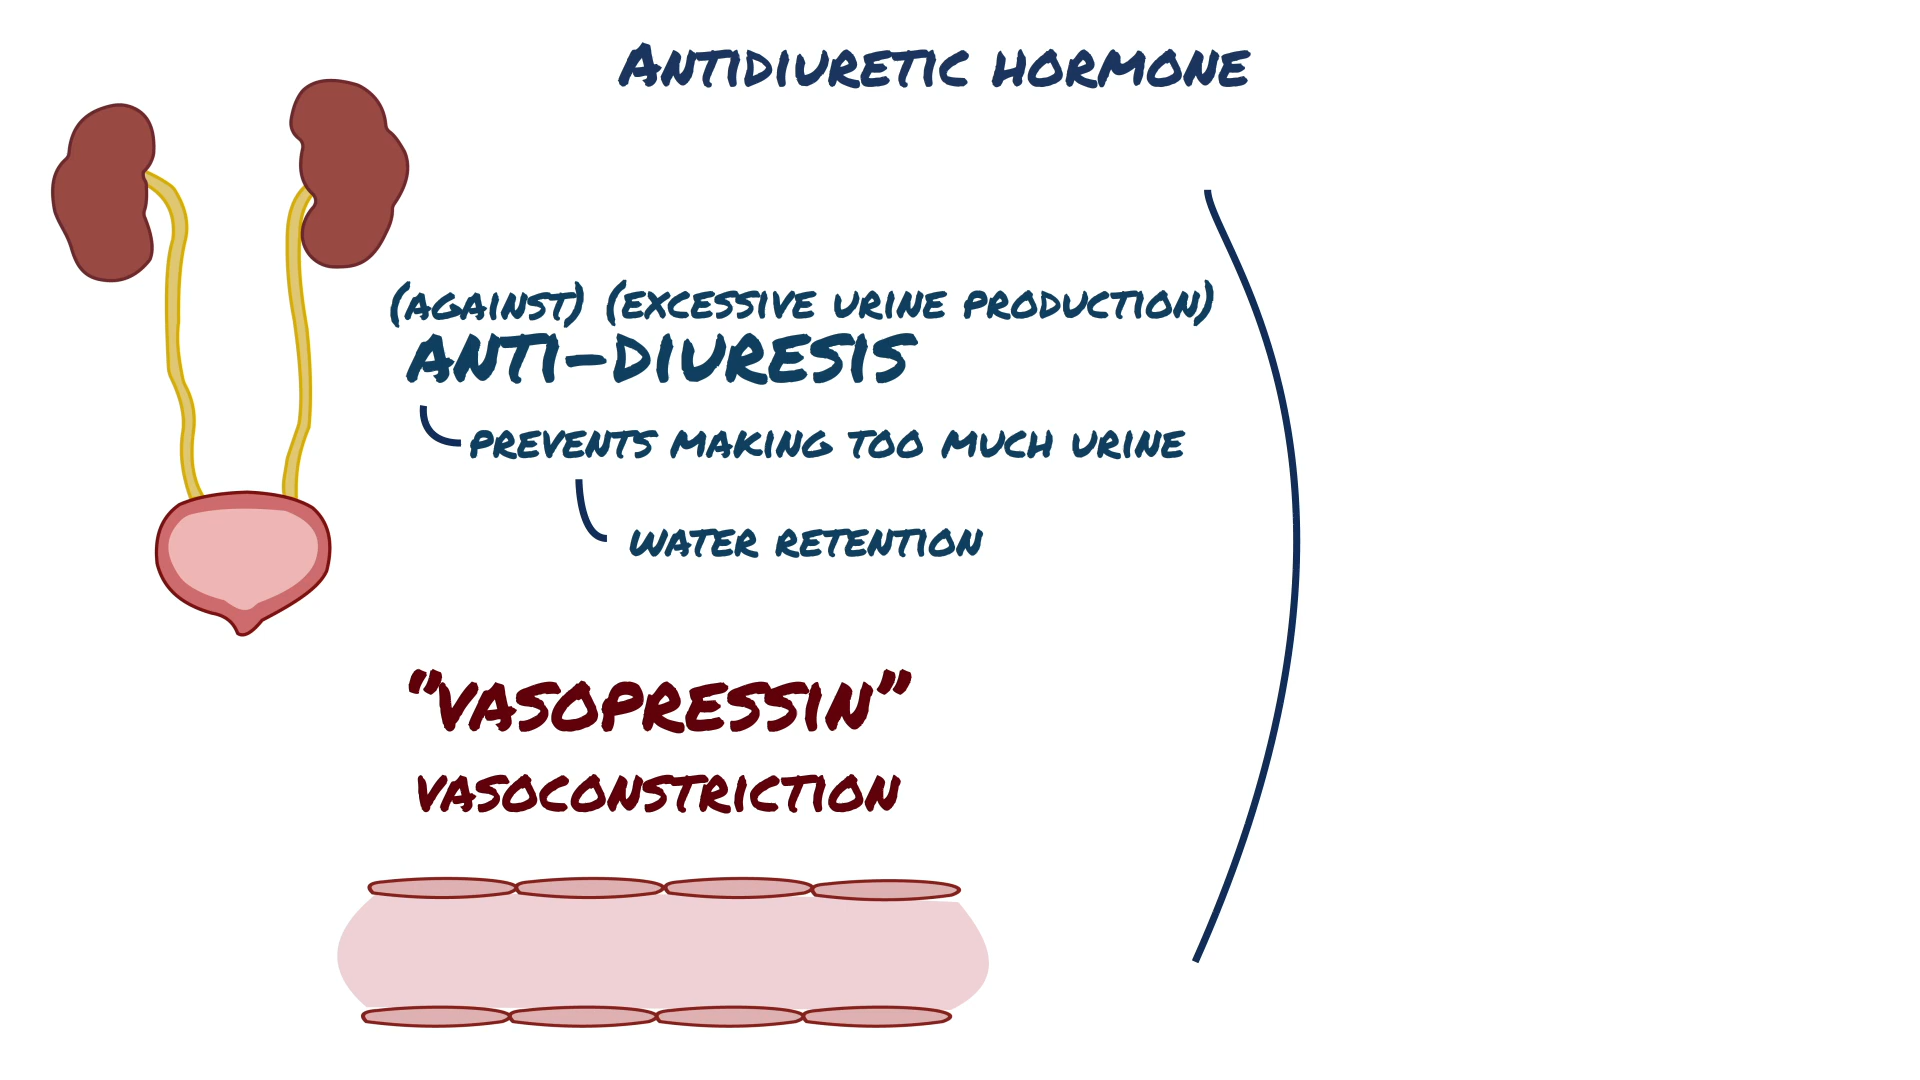 Antidiuretic hormone
(against) (excessive urine production)
Anti-diuresis
prevents making too much urine
water retention
"Vasopressin"
vasoconstriction